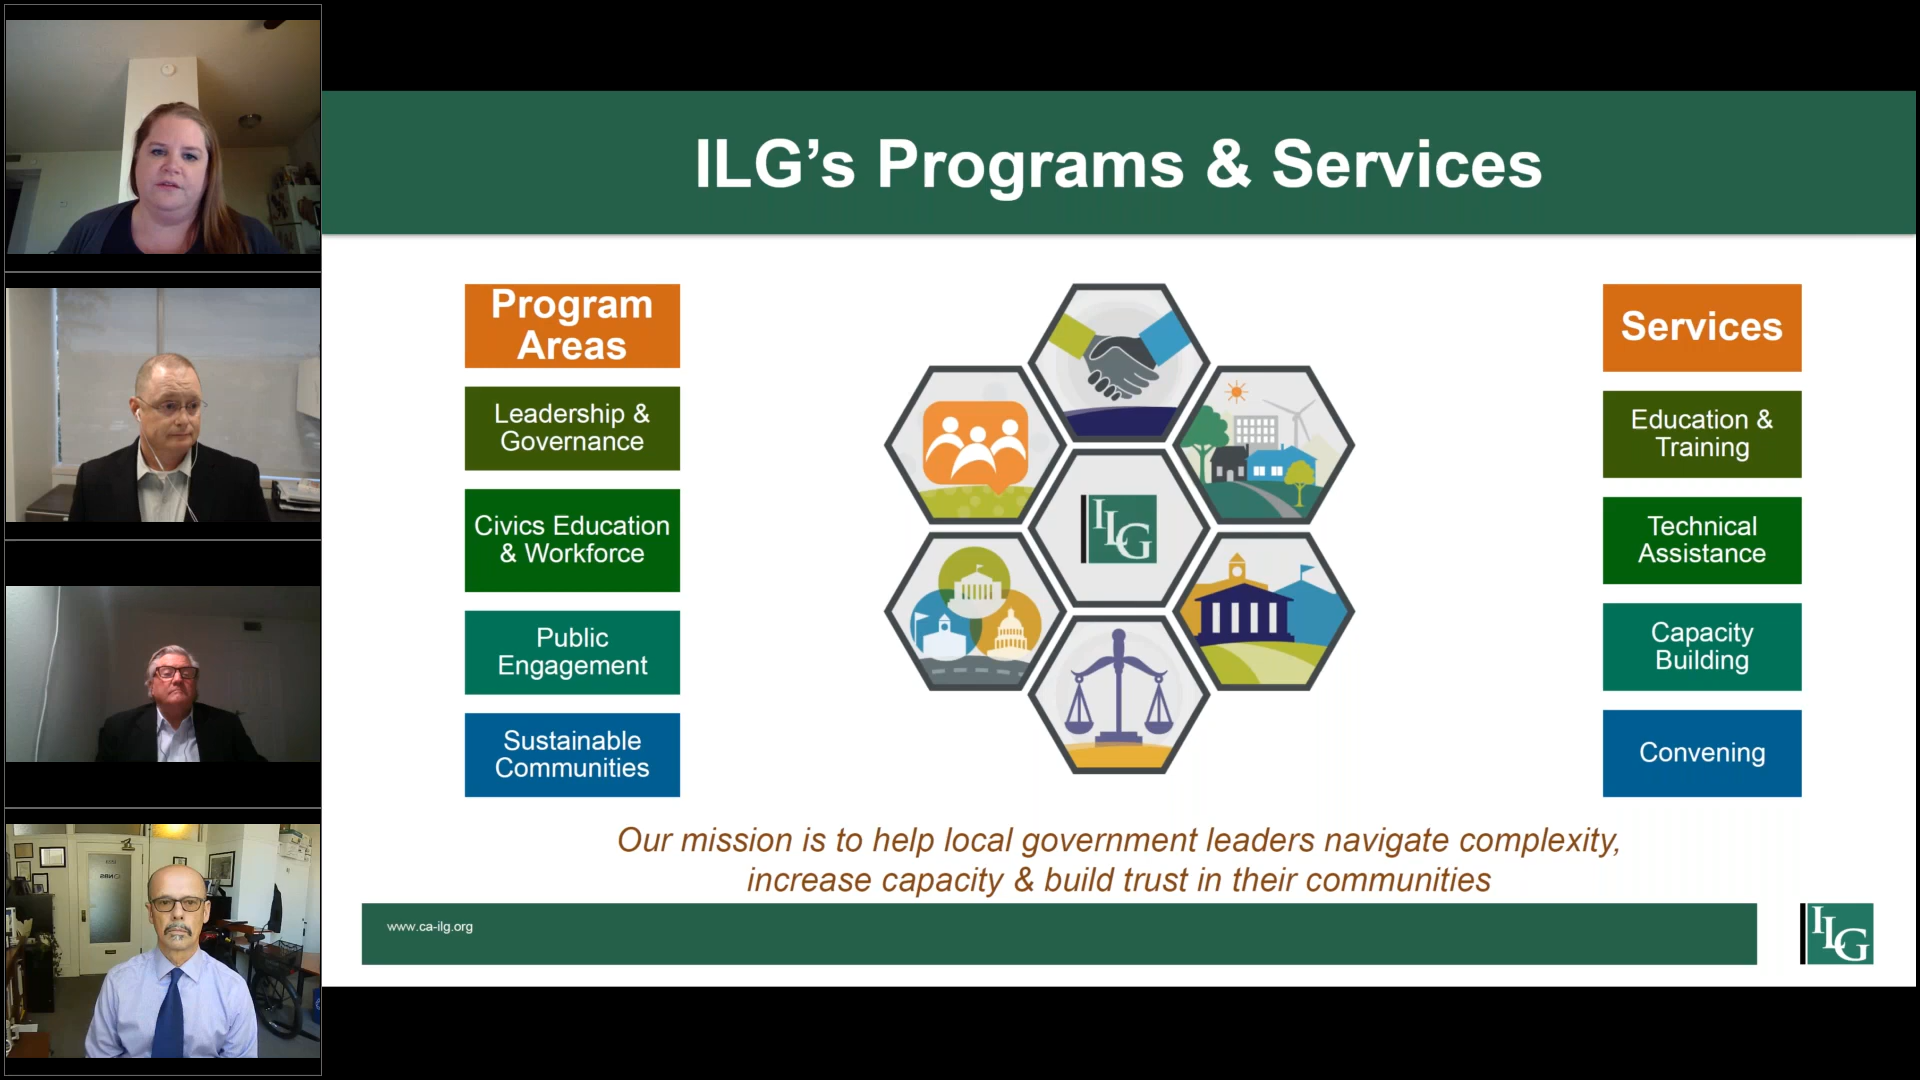 ILG’s Programs & Services
Program
Areas
Leadership &
Governance
Civics Education
& Workforce
Public
Engagement
Sustainable
Communities
ILG
Services
Education &
Training
Technical
Assistance
Capacity
Building
Convening
Our mission is to help local government leaders navigate complexity,
increase capacity & build trust in their communities
www.ca-ilg.org
ILG
NBS